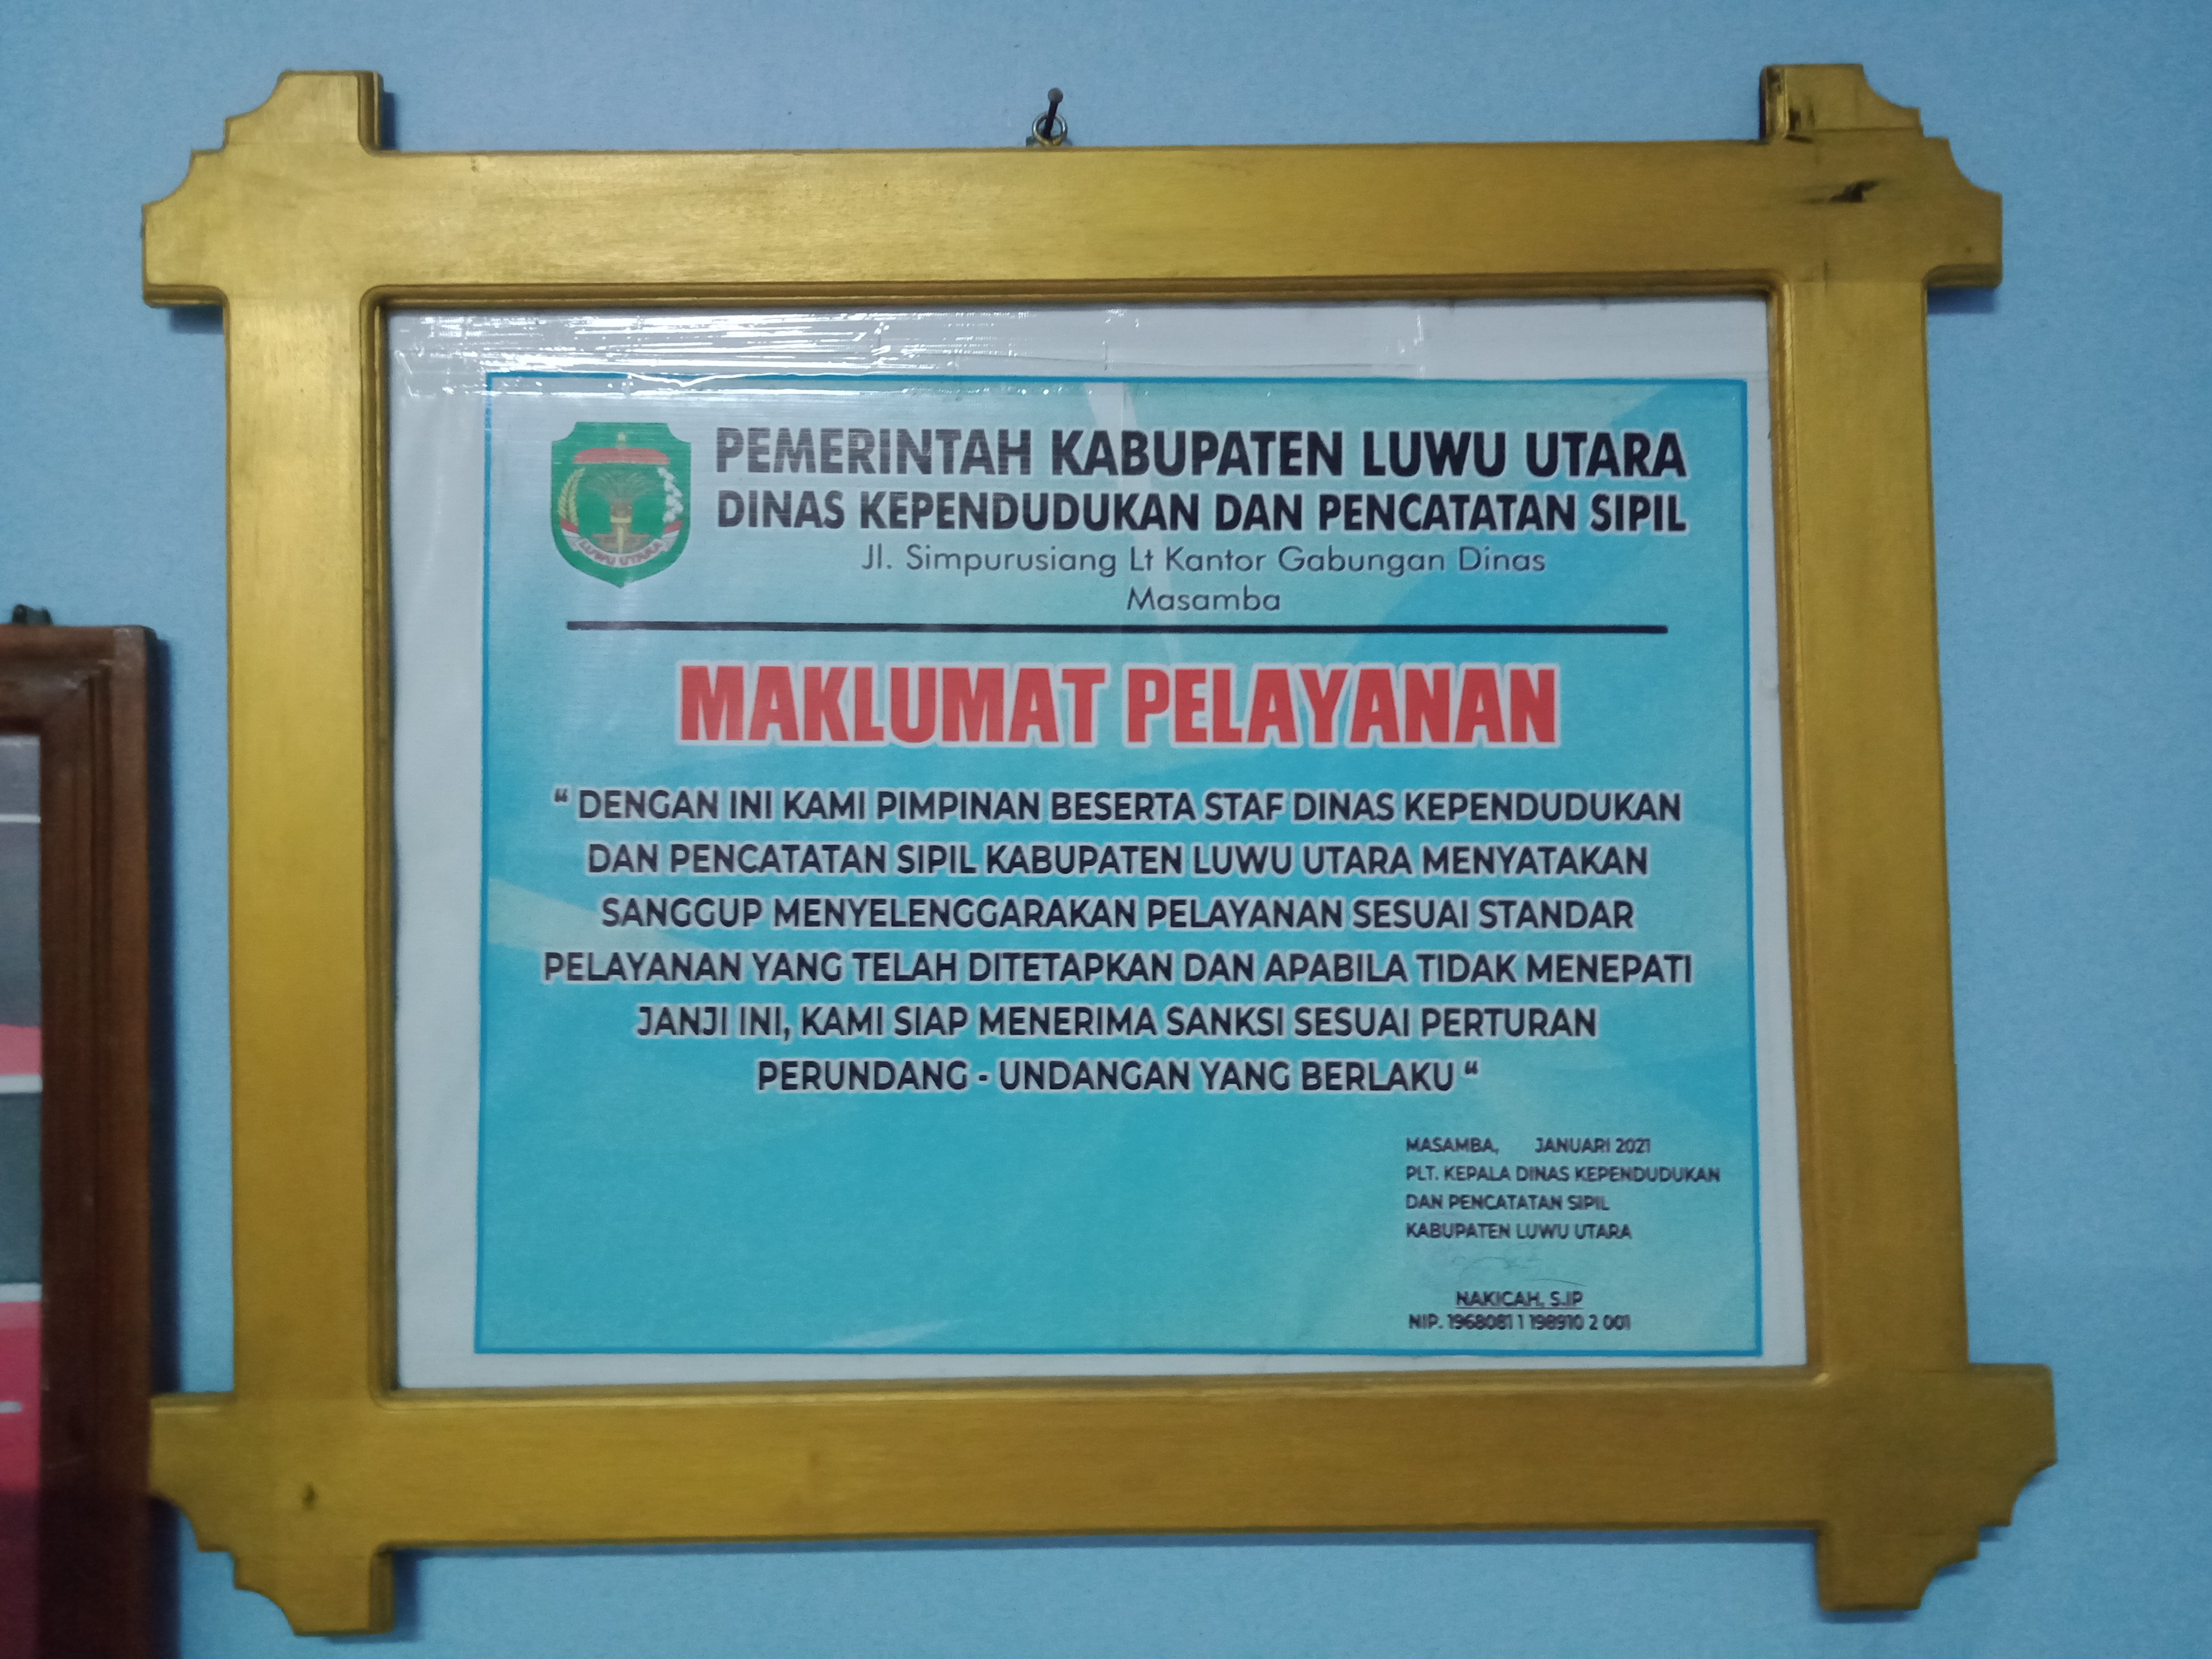 PEMERINTAH KABUPATEN LUWU UTARA
DINAS KEPENDUDUKAN DAN PENCATATAN SIPIL
Jl. Simpurusiang Lt Kantor Gabungan Dinas
Masamba
LUWU UTARA
MAKLUMAT PELAYANAN
“ DENGAN INI KAMI PIMPINAN BESERTA STAF DINAS KEPENDUDUKAN
DAN PENCATATAN SIPIL KABUPATEN LUWU UTARA MENYATAKAN
SANGGUP MENYELENGGARAKAN PELAYANAN SESUAI STANDAR
PELAYANAN YANG TELAH DITETAPKAN DAN APABILA TIDAK MENEPATI
JANJI INI, KAMI SIAP MENERIMA SANKSI SESUAI PERTURAN
PERUNDANG - UNDANGAN YANG BERLAKU “
MASAMBA, JANUARI 2021
PLT. KEPALA DINAS KEPENDUDUKAN
DAN PENCATATAN SIPIL
KABUPATEN LUWU UTARA
NAKICAH, S.IP
NIP. 1968081 1 198910 2 001